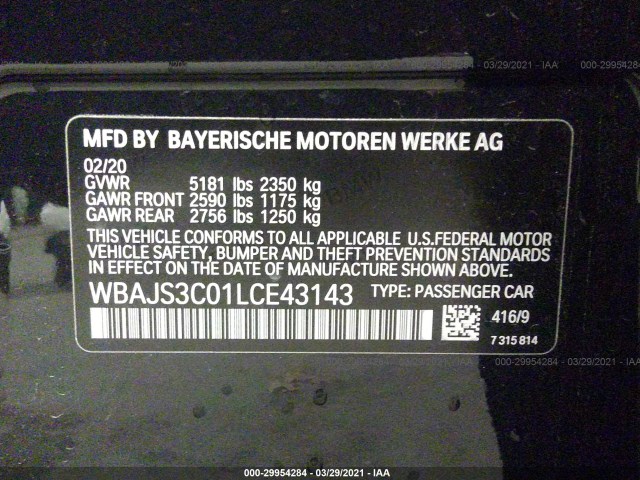 000-29954284 - 03/29/2021 - IAA
MFD BY BAYERISCHE MOTOREN WERKE AG
02/20
GVWR 5181 lbs 2350 kg
GAWR FRONT 2590 lbs 1175 kg
GAWR REAR 2756 lbs 1250 kg
THIS VEHICLE CONFORMS TO ALL APPLICABLE U.S.FEDERAL MOTOR
VEHICLE SAFETY, BUMPER AND THEFT PREVENTION STANDARDS
IN EFFECT ON THE DATE OF MANUFACTURE SHOWN ABOVE.
WBAJS3C01LCE43143 TYPE: PASSENGER CAR
416/9
7 315 814
000-29954284 - 03/29/2021 - IAA
000-29954284 - 03/29/2021 - IAA